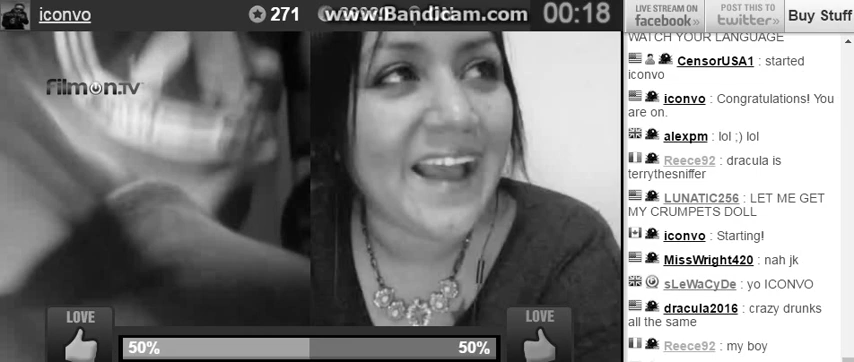 iconvo
271
www.Bandicam.com
00:18
LIVE STREAM ON
facebook»
POST THIS TO
twitter»
Buy Stuff
filmon.TV
WATCH YOUR LANGUAGE
CensorUSA1 : started
iconvo
iconvo : Congratulations! You
are on.
alexpm : lol ;) lol
Reece92 : dracula is
terrythesniffer
LUNATIC256 : LET ME GET
MY CRUMPETS DOLL
iconvo : Starting!
MissWright420 : nah jk
sLeWaCyDe : yo ICONVO
dracula2016 : crazy drunks
all the same
Reece92 : my boy
LOVE
LOVE
50%
50%